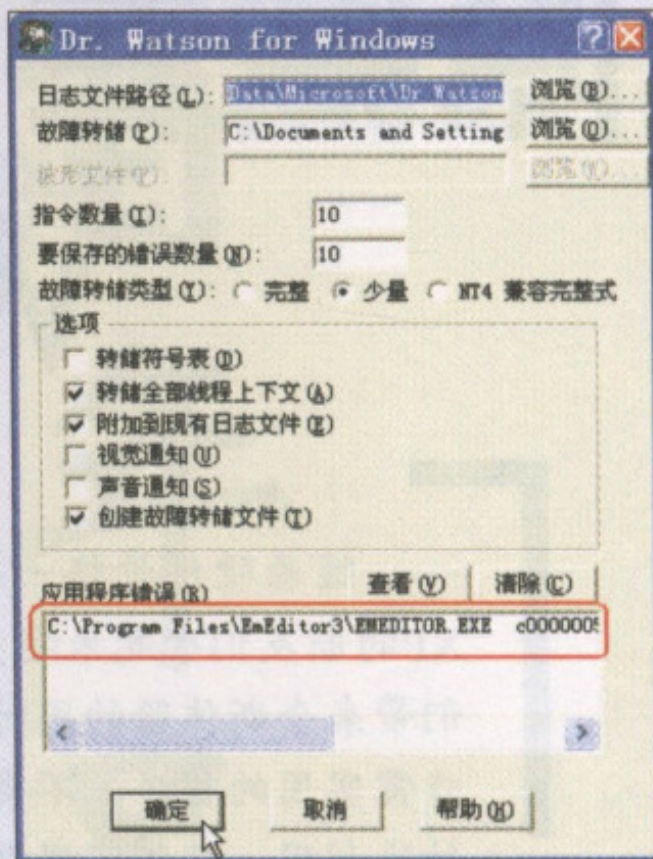 Dr. Watson for Windows
日志文件路径(L): Data\Microsoft\Dr Watson 浏览(B)...
故障转储(P): C:\Documents and Setting 浏览(O)...
波形文件(W): 浏览(W)...
指令数量(I): 10
要保存的错误数量(N): 10
故障转储类型(Y): 完整 少量 NT4 兼容完整式
选项
转储符号表(D)
转储全部线程上下文(A)
附加到现有日志文件(E)
视觉通知(U)
声音通知(S)
创建故障转储文件(T)
应用程序错误(R) 查看(V) 清除(C)
C:\Program Files\EmEditor3\EMEDITOR.EXE c0000005
确定 取消 帮助(H)